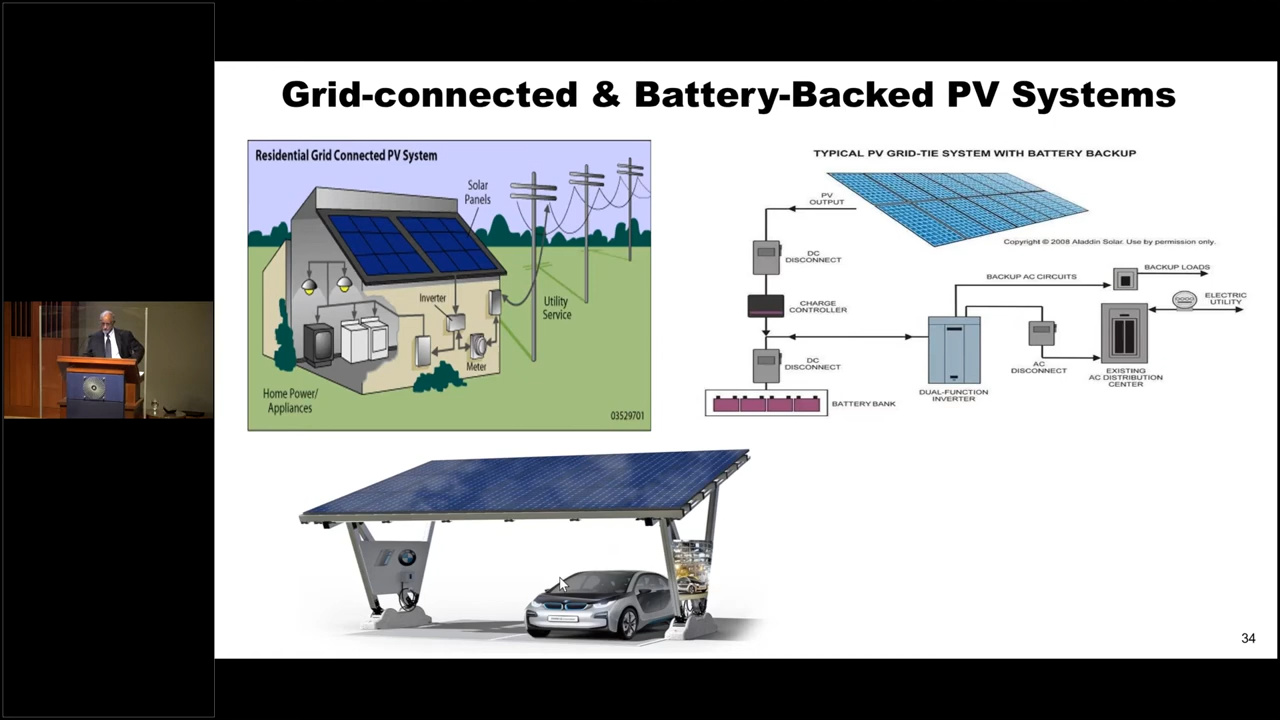 Grid-connected & Battery-Backed PV Systems
Residential Grid Connected PV System
Solar
Panels
Inverter
Utility
Service
Meter
Home Power/
Appliances
03529701
TYPICAL PV GRID-TIE SYSTEM WITH BATTERY BACKUP
PV
OUTPUT
Copyright © 2008 Aladdin Solar. Use by permission only.
DC
DISCONNECT
BACKUP AC CIRCUITS
BACKUP LOADS
CHARGE
CONTROLLER
ELECTRIC
UTILITY
DC
DISCONNECT
AC
DISCONNECT
EXISTING
AC DISTRIBUTION
CENTER
DUAL-FUNCTION
INVERTER
BATTERY BANK
34